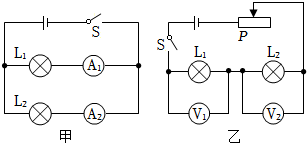 S
L₁ A₁
L₂ A₂
甲
P
S
L₁ L₂
V₁ V₂
乙